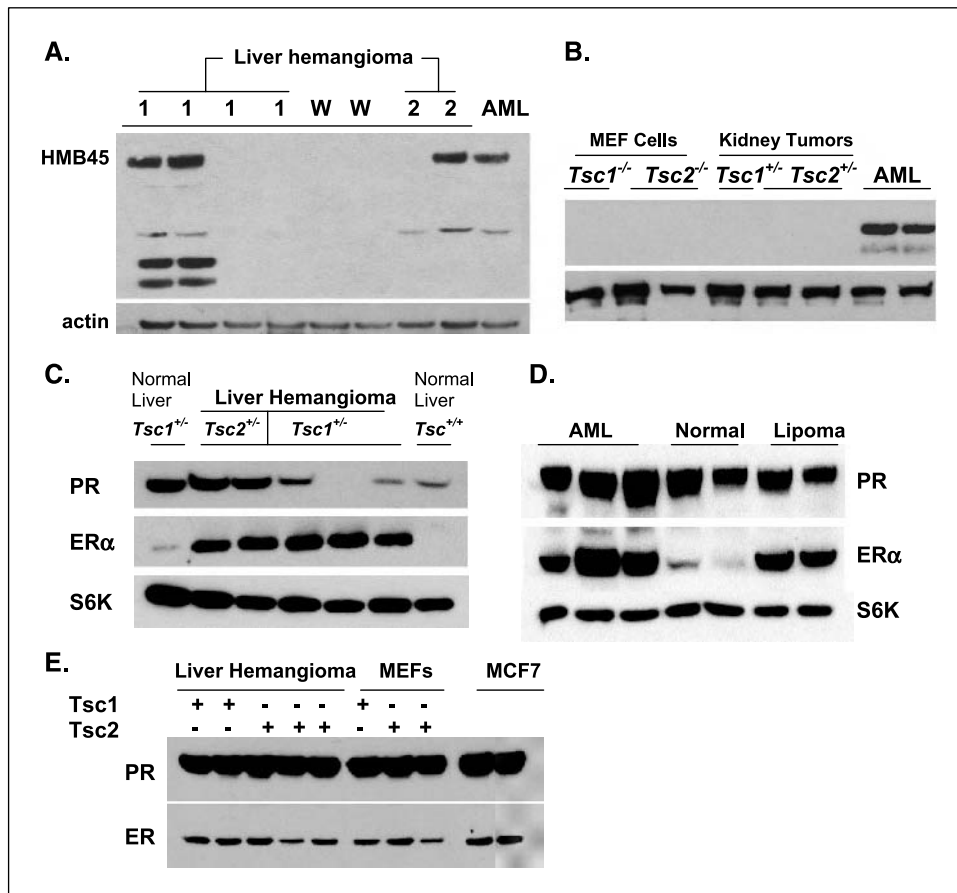 A.
Liver hemangioma
1 1 1 1 W W 2 2 AML
HMB45
actin
B.
MEF Cells Kidney Tumors
Tsc1-/- Tsc2-/- Tsc1+/- Tsc2+/- AML
C.
Normal Liver Normal Liver
Liver Hemangioma
Tsc1+/- Tsc2+/- Tsc1+/- Tsc+/+
PR
ERα
S6K
D.
AML Normal Lipoma
PR
ERα
S6K
E.
Liver Hemangioma MEFs MCF7
Tsc1 + + - - - + - -
Tsc2 - - + + + - + +
PR
ER